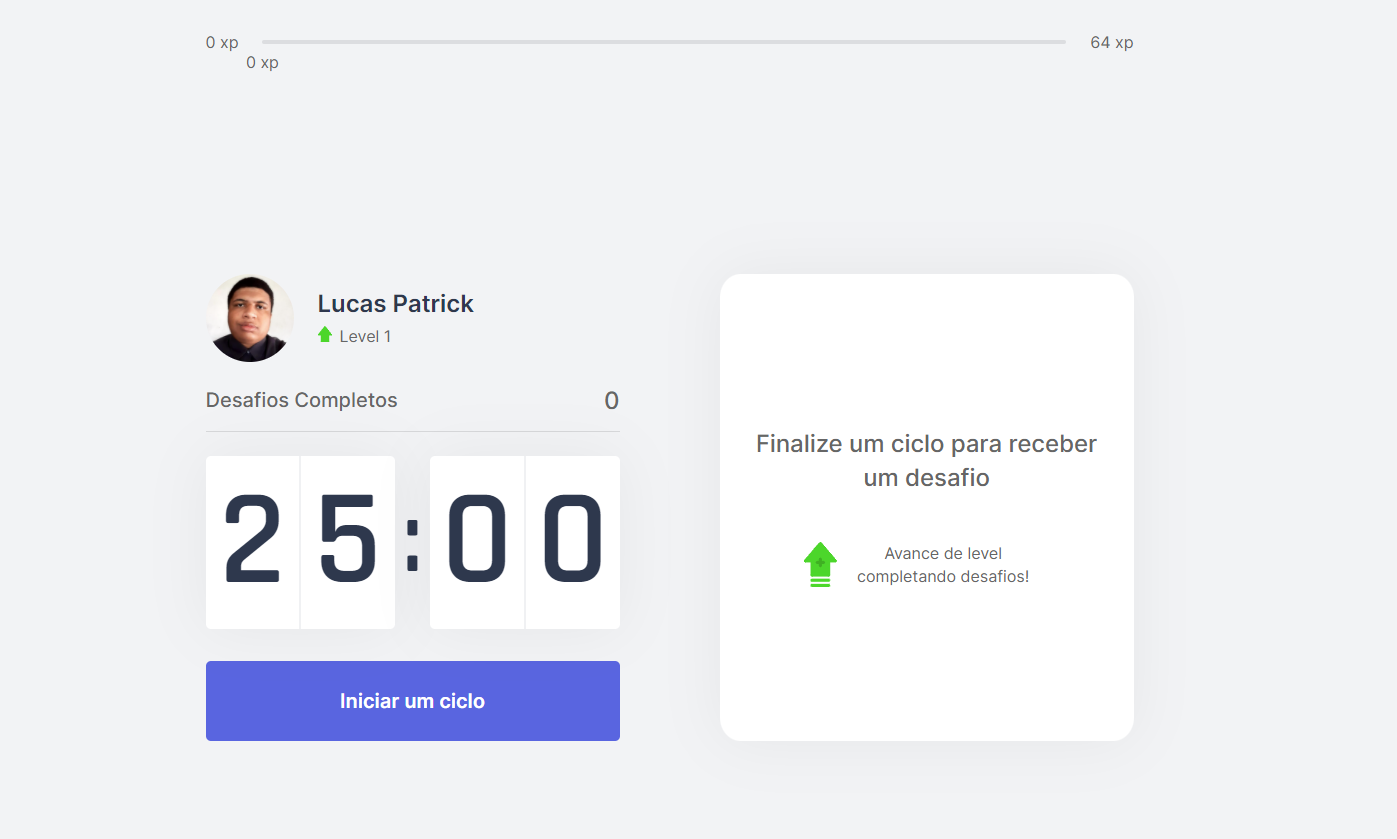 0 xp
64 xp
0 xp
Lucas Patrick
Level 1
Desafios Completos 0
25:00
Iniciar um ciclo
Finalize um ciclo para receber
um desafio
Avance de level
completando desafios!